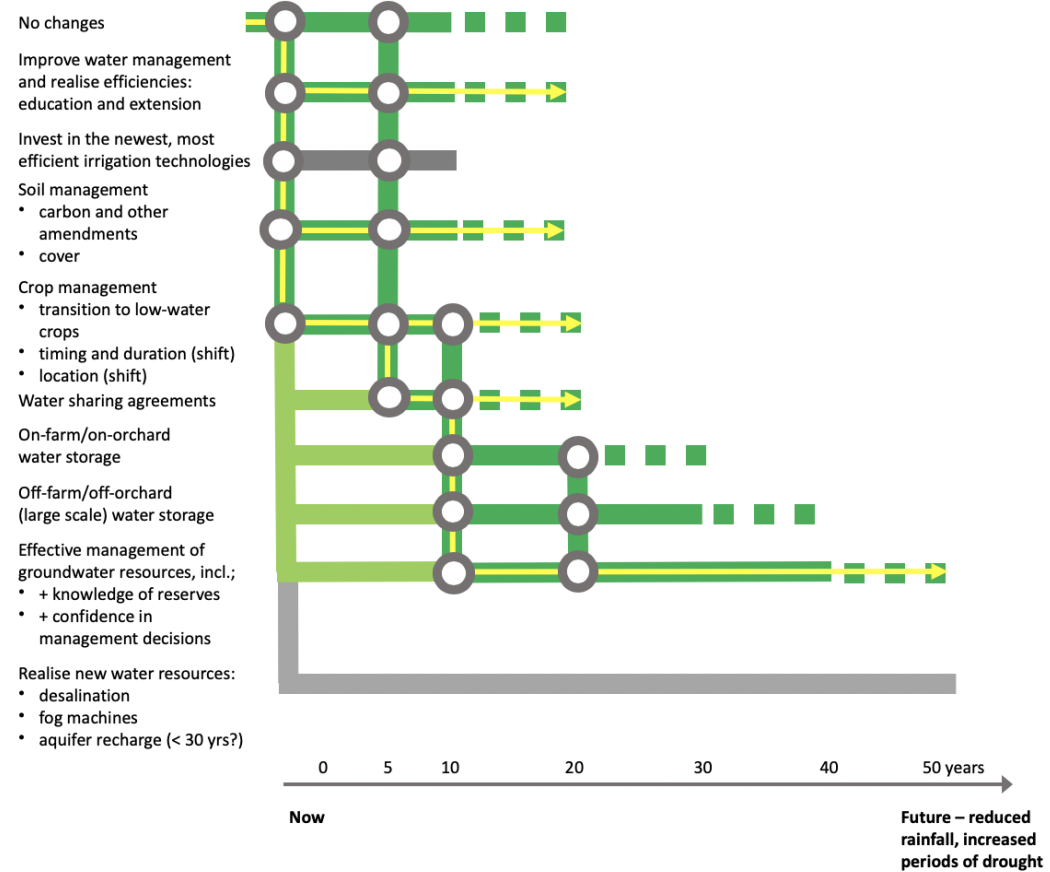 No changes
Improve water management
and realise efficiencies:
education and extension
Invest in the newest, most
efficient irrigation technologies
Soil management
• carbon and other
amendments
• cover
Crop management
• transition to low-water
crops
• timing and duration (shift)
• location (shift)
Water sharing agreements
On-farm/on-orchard
water storage
Off-farm/off-orchard
(large scale) water storage
Effective management of
groundwater resources, incl.;
• + knowledge of reserves
• + confidence in
management decisions
Realise new water resources:
• desalination
• fog machines
• aquifer recharge (< 30 yrs?)
0 5 10 20 30 40 50 years
Now
Future – reduced
rainfall, increased
periods of drought